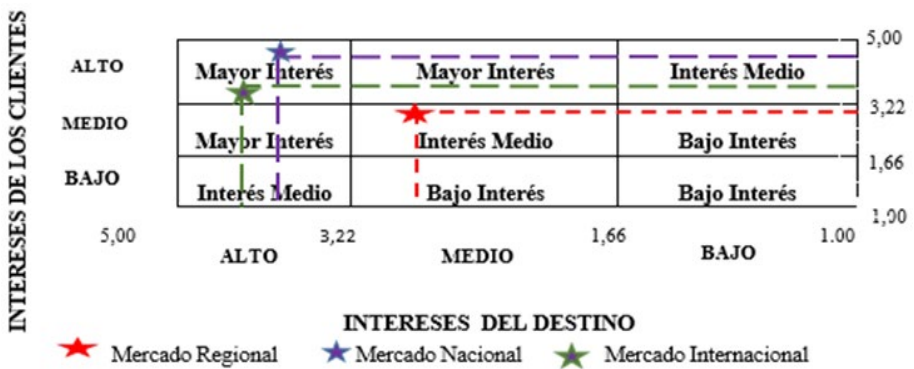 INTERESES DE LOS CLIENTES
5,00
ALTO
Mayor Interés Mayor Interés Interés Medio
3,22
MEDIO
Mayor Interés Interés Medio Bajo Interés
1,66
BAJO
Interés Medio Bajo Interés Bajo Interés
1,00
5,00 3,22 1,66 1.00
ALTO MEDIO BAJO
INTERESES DEL DESTINO
Mercado Regional Mercado Nacional Mercado Internacional